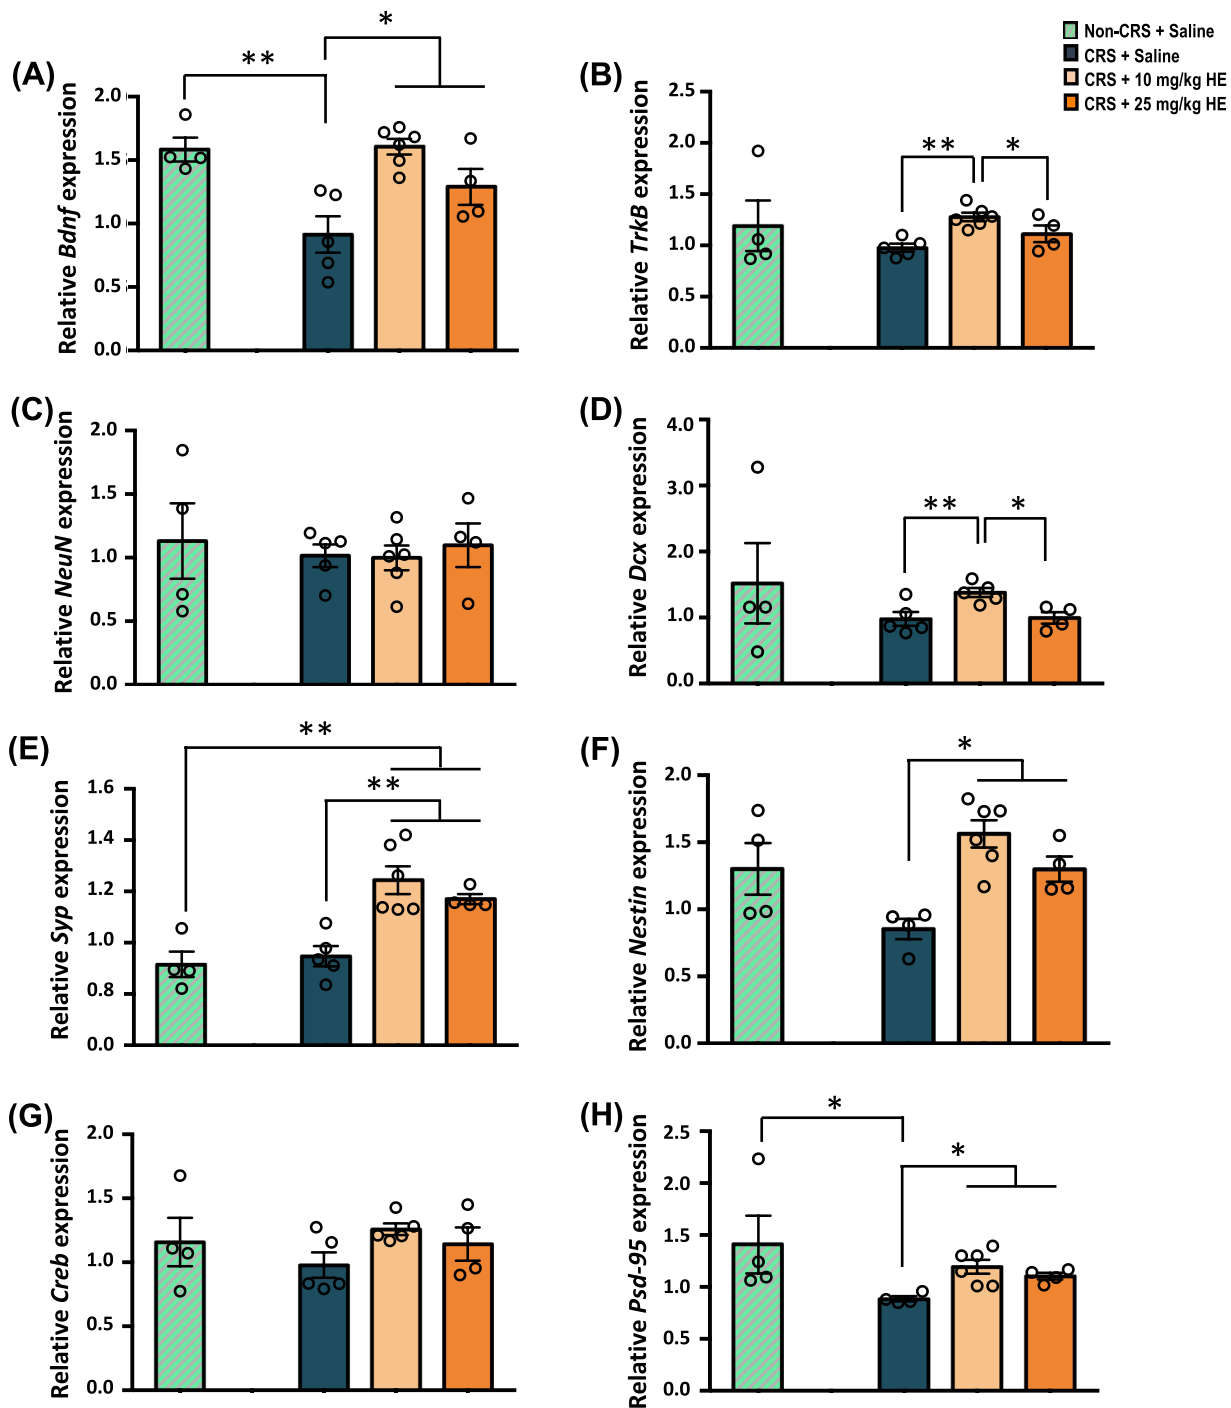 Non-CRS + Saline
CRS + Saline
CRS + 10 mg/kg HE
CRS + 25 mg/kg HE
(A)
Relative Bdnf expression
2.0
1.5
1.0
0.5
0.0
**
*
(B)
Relative TrkB expression
2.5
2.0
1.5
1.0
0.5
0.0
**
*
(C)
Relative NeuN expression
2.0
1.5
1.0
0.5
0.0
(D)
Relative Dcx expression
4.0
3.0
2.0
1.0
0.0
**
*
(E)
Relative Syp expression
1.6
1.4
1.2
1.0
0.8
0.0
**
**
(F)
Relative Nestin expression
2.0
1.5
1.0
0.5
0.0
*
(G)
Relative Creb expression
2.0
1.5
1.0
0.5
0.0
(H)
Relative Psd-95 expression
2.5
2.0
1.5
1.0
0.5
0.0
*
*